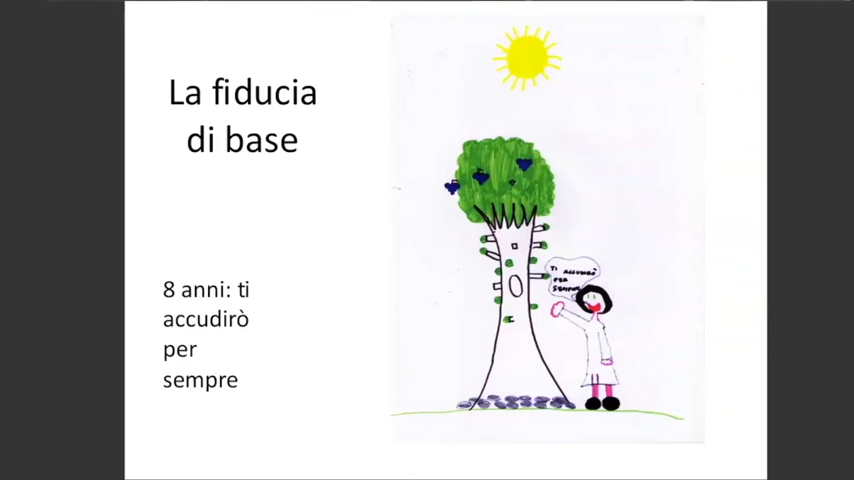 La fiducia
di base
8 anni: ti
accudirò
per
sempre
TI ACCUDIRÒ
PER
SEMPRE